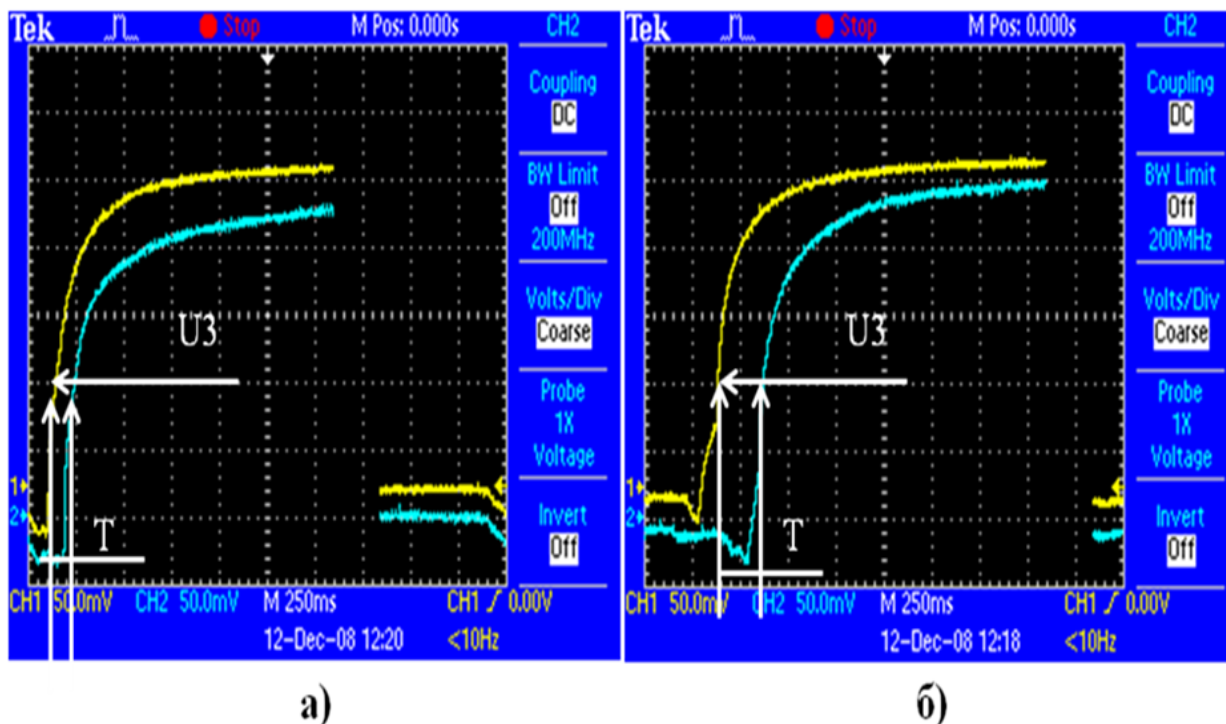 Tek Stop M Pos: 0.000s CH2
Coupling
DC
BW Limit
Off
200MHz
Volts/Div
Coarse
Probe
1X
Voltage
Invert
Off
U3
T
1
2
CH1 50.0mV CH2 50.0mV M 250ms CH1 0.00V
12-Dec-08 12:20 <10Hz
а)
Tek Stop M Pos: 0.000s CH2
Coupling
DC
BW Limit
Off
200MHz
Volts/Div
Coarse
Probe
1X
Voltage
Invert
Off
U3
T
1
2
CH1 50.0mV CH2 50.0mV M 250ms CH1 0.00V
12-Dec-08 12:18 <10Hz
б)